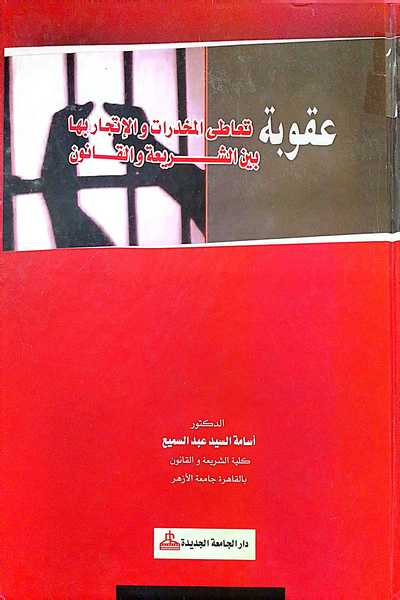 عقوبة
تعاطى المخدرات والإتجار بها
بين الشريعة والقانون
الدكتور
أسامة السيد عبد السميع
كلية الشريعة والقانون
بالقاهرة جامعة الأزهر
دار الجامعة الجديدة